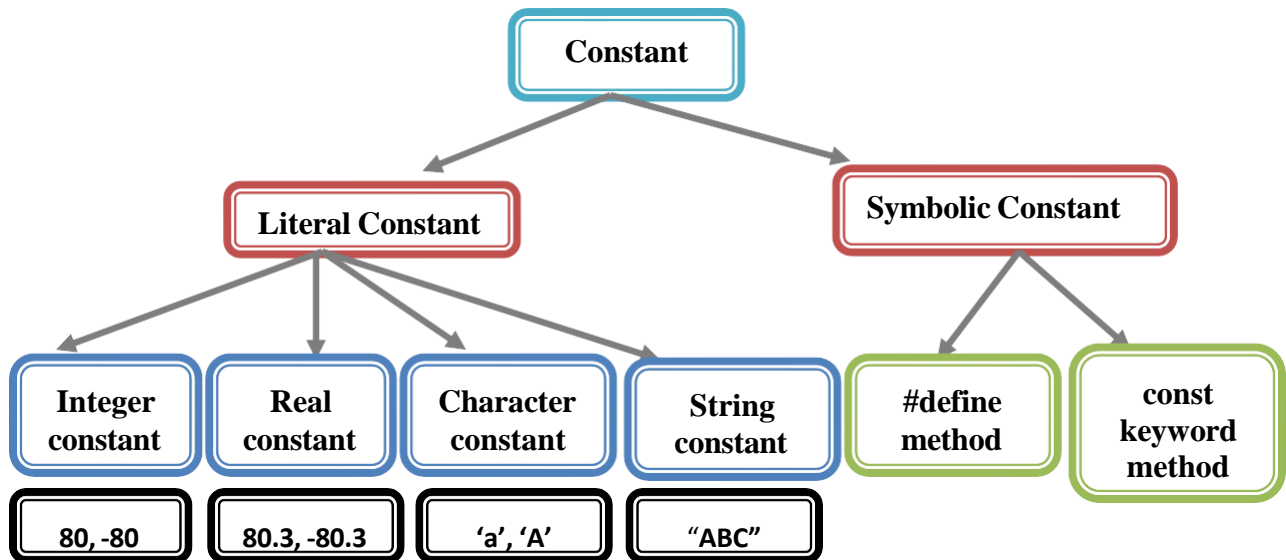 Constant
Literal Constant
Symbolic Constant
Integer
constant
Real
constant
Character
constant
String
constant
#define
method
const
keyword
method
80, -80
80.3, -80.3
‘a’, ‘A’
“ABC”